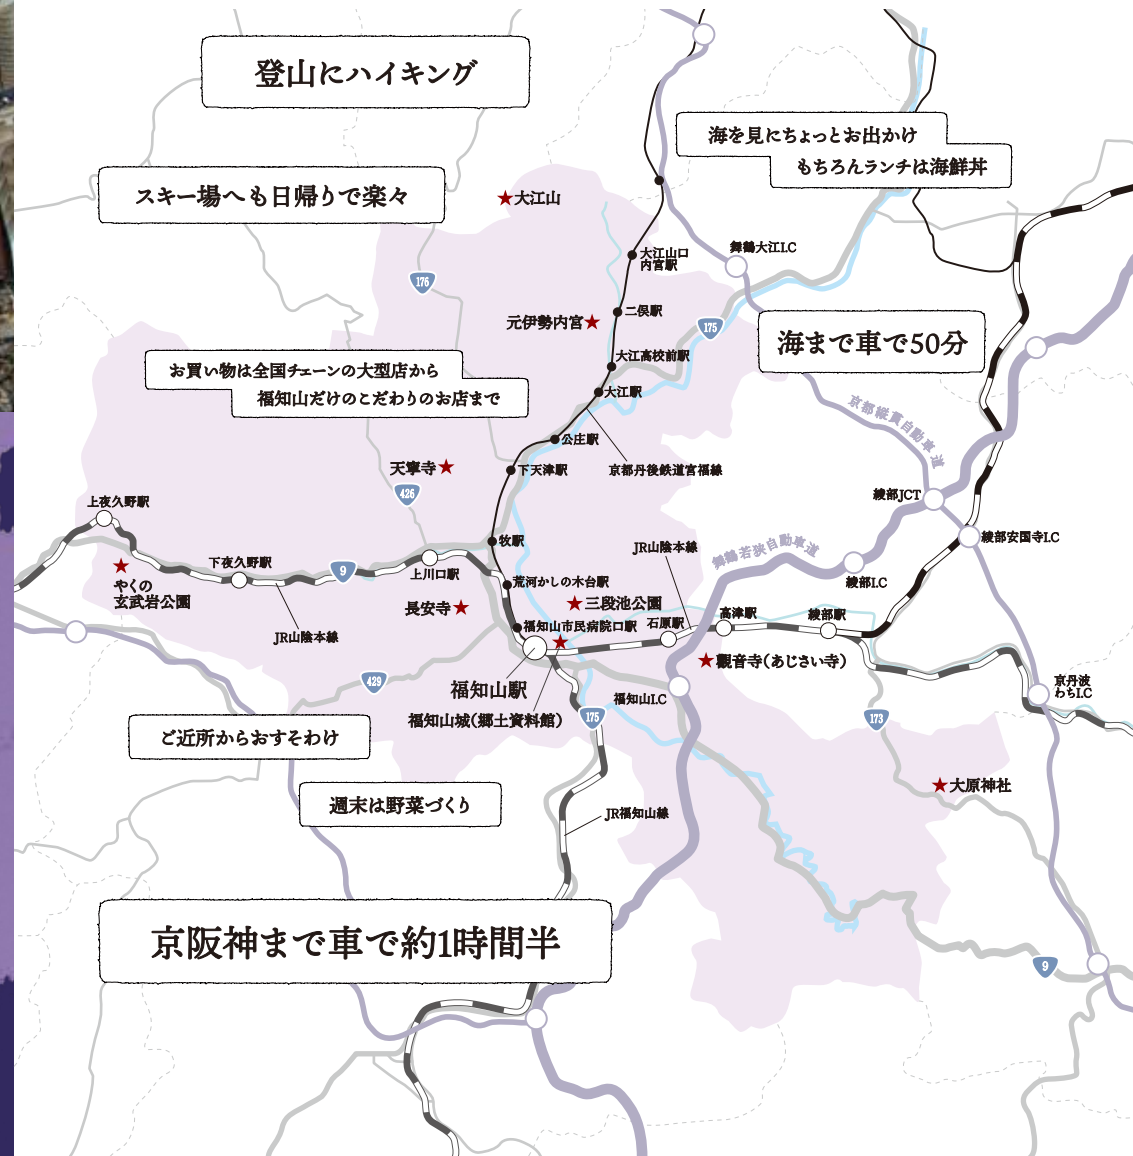 登山にハイキング
海を見にちょっとお出かけ
もちろんランチは海鮮丼
スキー場へも日帰りで楽々
大江山
舞鶴大江I.C
大江山口
内宮駅
176
元伊勢内宮
二俣駅
175
海まで車で50分
大江高校前駅
お買い物は全国チェーンの大型店から
福知山だけのこだわりのお店まで
大江駅
京都縦貫自動車道
公庄駅
天寧寺
下天津駅
京都丹後鉄道宮福線
426
綾部JCT
上夜久野駅
牧駅
JR山陰本線
舞鶴若狭自動車道
綾部安国寺I.C
下夜久野駅
9
上川口駅
荒河かしの木台駅
綾部I.C
やくの
玄武岩公園
長安寺
三段池公園
JR山陰本線
福知山市民病院口駅
石原駅
高津駅
綾部駅
観音寺(あじさい寺)
429
福知山駅
福知山I.C
京丹波
わちI.C
福知山城(郷土資料館)
175
173
ご近所からおすそわけ
大原神社
週末は野菜づくり
JR福知山線
京阪神まで車で約1時間半
9